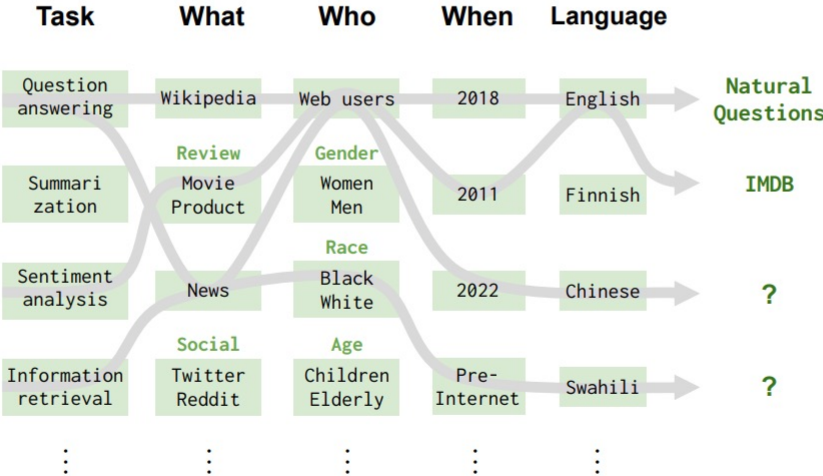 Task What Who When Language
Question
answering
Wikipedia
Web users
2018
English
Natural
Questions
Review
Gender
Summari
zation
Movie
Product
Women
Men
2011
Finnish
IMDB
Race
Sentiment
analysis
News
Black
White
2022
Chinese
?
Social
Age
Information
retrieval
Twitter
Reddit
Children
Elderly
Pre-
Internet
Swahili
?